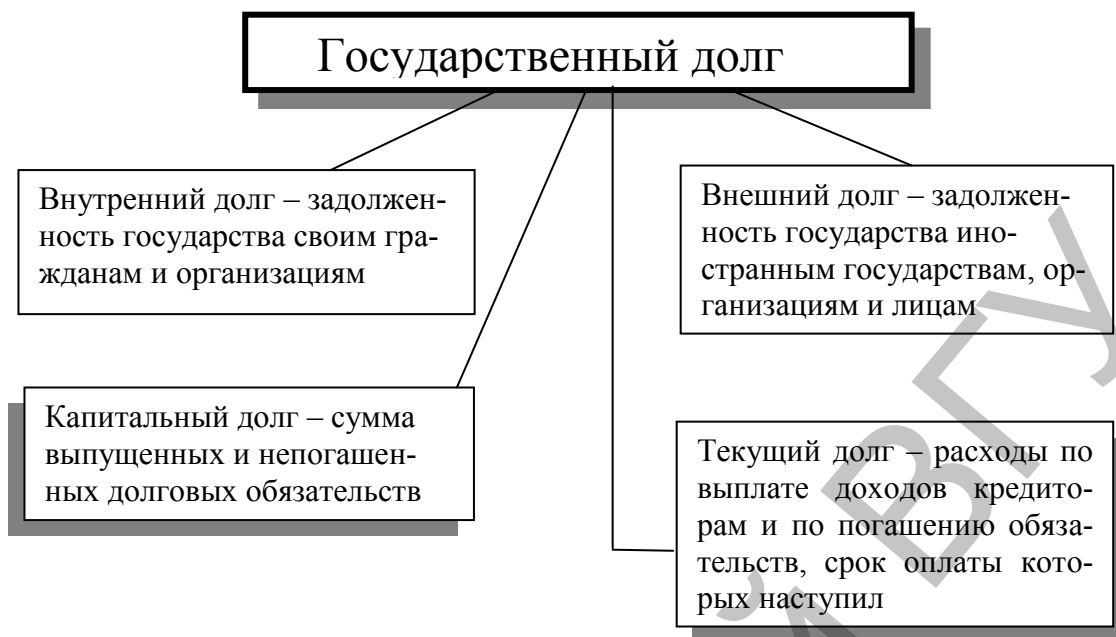 Государственный долг
Внутренний долг – задолжен-
ность государства своим гра-
жданам и организациям
Внешний долг – задолжен-
ность государства ино-
странным государствам, ор-
ганизациям и лицам
Капитальный долг – сумма
выпущенных и непогашен-
ных долговых обязательств
Текущий долг – расходы по
выплате доходов кредито-
рам и по погашению обяза-
тельств, срок оплаты кото-
рых наступил
ВГУ